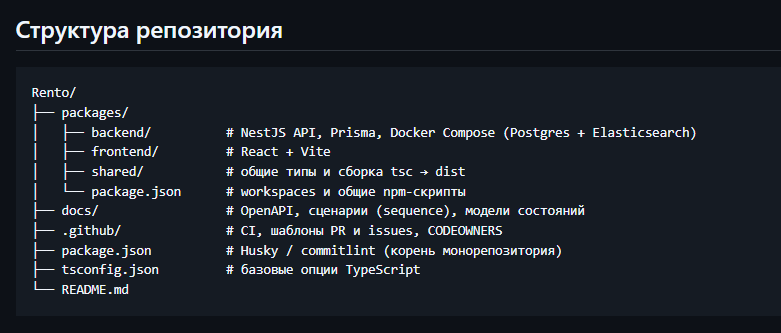 Структура репозитория
Rento/
├── packages/
│   ├── backend/          # NestJS API, Prisma, Docker Compose (Postgres + Elasticsearch)
│   ├── frontend/         # React + Vite
│   ├── shared/           # общие типы и сборка tsc → dist
│   └── package.json      # workspaces и общие npm-скрипты
├── docs/                 # OpenAPI, сценарии (sequence), модели состояний
├── .github/              # CI, шаблоны PR и issues, CODEOWNERS
├── package.json          # Husky / commitlint (корень монорепозитория)
├── tsconfig.json         # базовые опции TypeScript
└── README.md